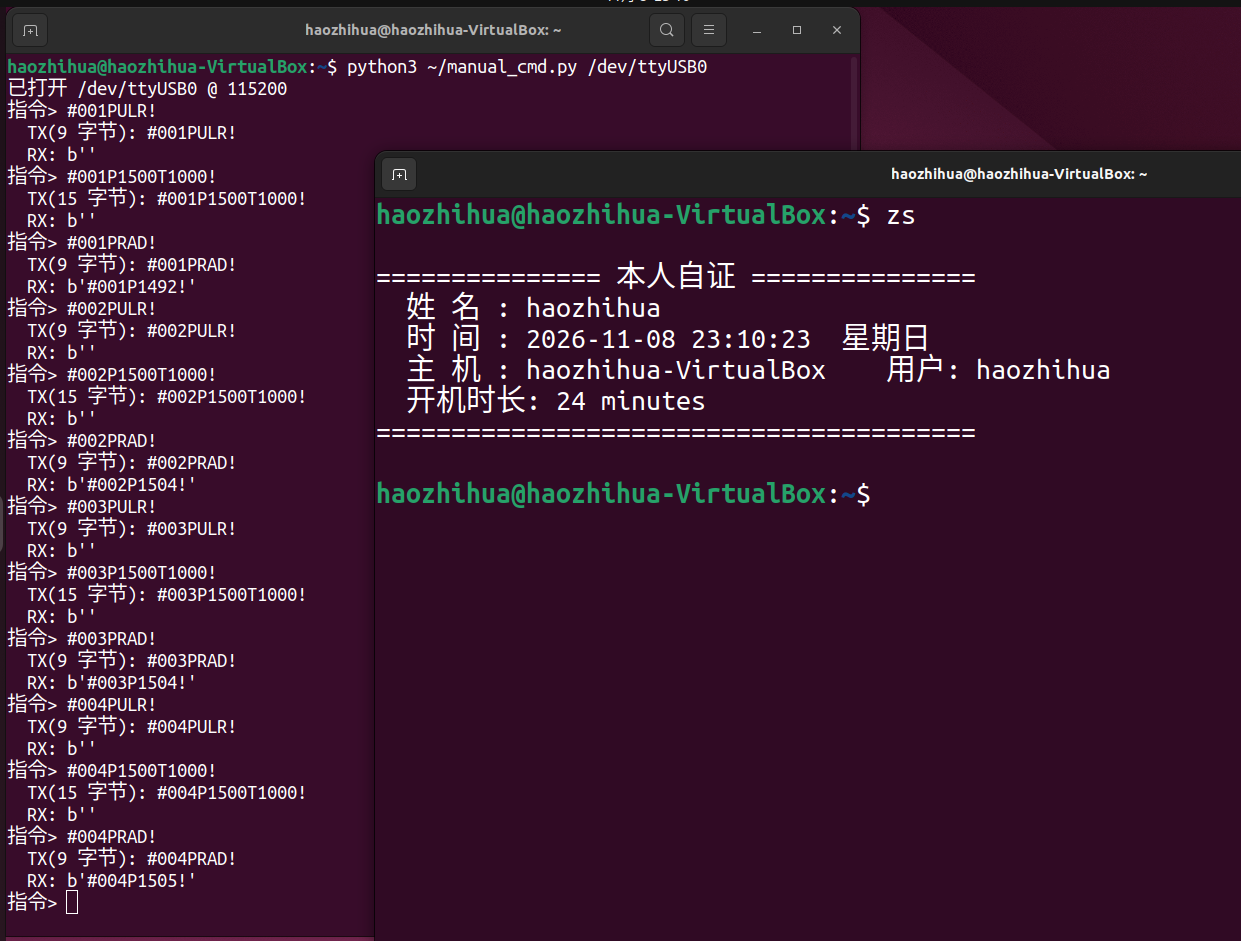 haozhihua@haozhihua-VirtualBox: ~
haozhihua@haozhihua-VirtualBox:~$ python3 ~/manual_cmd.py /dev/ttyUSB0
已打开 /dev/ttyUSB0 @ 115200
指令> #001PULR!
TX(9 字节): #001PULR!
RX: b''
指令> #001P1500T1000!
TX(15 字节): #001P1500T1000!
RX: b''
指令> #001PRAD!
TX(9 字节): #001PRAD!
RX: b'#001P1492!'
指令> #002PULR!
TX(9 字节): #002PULR!
RX: b''
指令> #002P1500T1000!
TX(15 字节): #002P1500T1000!
RX: b''
指令> #002PRAD!
TX(9 字节): #002PRAD!
RX: b'#002P1504!'
指令> #003PULR!
TX(9 字节): #003PULR!
RX: b''
指令> #003P1500T1000!
TX(15 字节): #003P1500T1000!
RX: b''
指令> #003PRAD!
TX(9 字节): #003PRAD!
RX: b'#003P1504!'
指令> #004PULR!
TX(9 字节): #004PULR!
RX: b''
指令> #004P1500T1000!
TX(15 字节): #004P1500T1000!
RX: b''
指令> #004PRAD!
TX(9 字节): #004PRAD!
RX: b'#004P1505!'
指令>
haozhihua@haozhihua-VirtualBox: ~
haozhihua@haozhihua-VirtualBox:~$ zs
=============== 本人自证 ===============
姓 名 : haozhihua
时 间 : 2026-11-08 23:10:23 星期日
主 机 : haozhihua-VirtualBox 用户: haozhihua
开机时长: 24 minutes
========================================
haozhihua@haozhihua-VirtualBox:~$